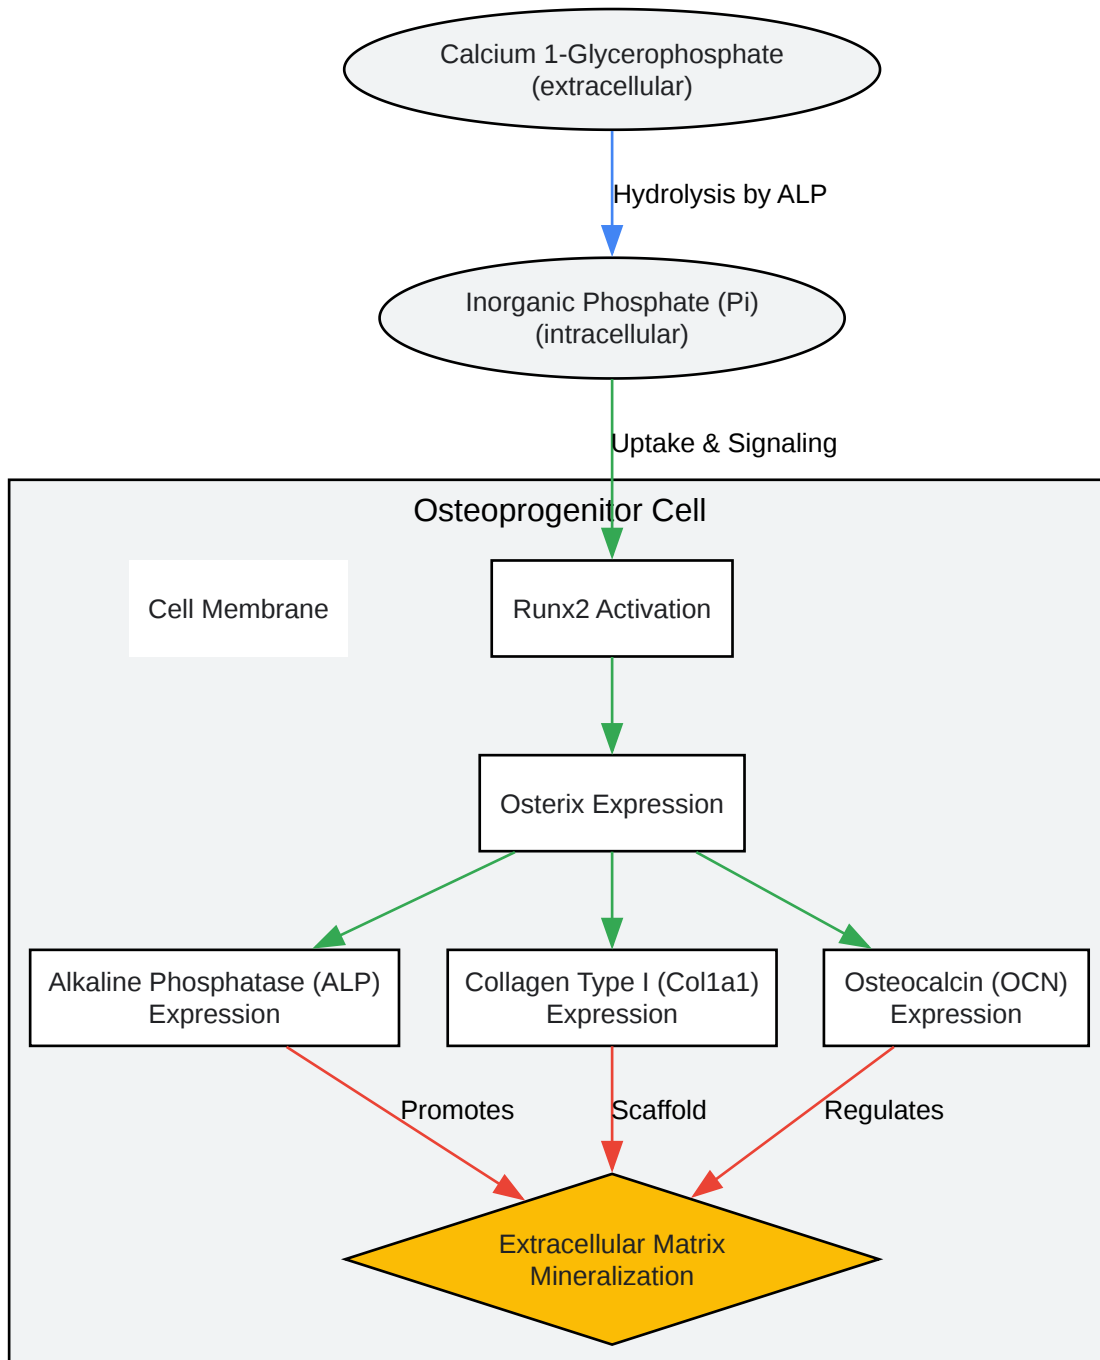 Calcium 1-Glycerophosphate
(extracellular)
Hydrolysis by ALP
Inorganic Phosphate (Pi)
(intracellular)
Uptake & Signaling
Osteoprogenitor Cell
Cell Membrane
Runx2 Activation
Osterix Expression
Alkaline Phosphatase (ALP)
Expression
Collagen Type I (Col1a1)
Expression
Osteocalcin (OCN)
Expression
Promotes
Scaffold
Regulates
Extracellular Matrix
Mineralization